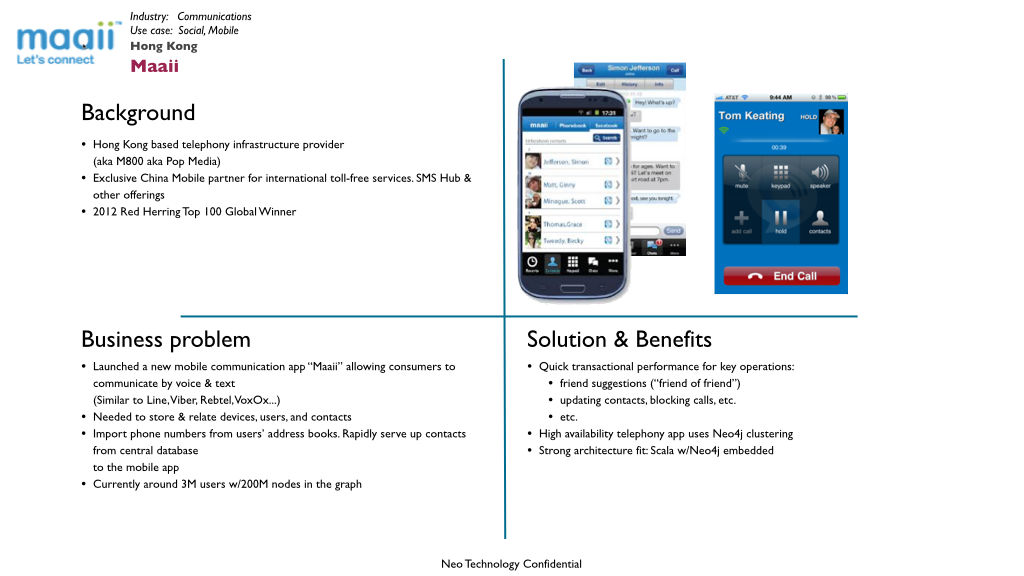 maaii™
Let's connect
Industry: Communications
Use case: Social, Mobile
Hong Kong
Maaii
Background
• Hong Kong based telephony infrastructure provider
(aka M800 aka Pop Media)
• Exclusive China Mobile partner for international toll-free services. SMS Hub &
other offerings
• 2012 Red Herring Top 100 Global Winner
Back
Simon Jefferson
Call
Edit
History
Info
Hey! What's up?
Want to go to the
night?
for ages. Want to
Let's meet on
rt road at 7pm.
ool, see you tonight.
Send
Chats
More
17:21
maaii
Phonebook
facebook
Search
Jefferson, Simon
Matt, Ginny
Minogue, Scott
Thomas, Grace
Tweedy, Becky
Recents
Contacts
Keypad
Chats
More
AT&T
9:44 AM
98%
Tom Keating
HOLD
00:39
mute
keypad
speaker
add call
hold
contacts
End Call
Business problem
• Launched a new mobile communication app “Maaii” allowing consumers to
communicate by voice & text
(Similar to Line, Viber, Rebtel, VoxOx...)
• Needed to store & relate devices, users, and contacts
• Import phone numbers from users’ address books. Rapidly serve up contacts
from central database
to the mobile app
• Currently around 3M users w/200M nodes in the graph
Solution & Benefits
• Quick transactional performance for key operations:
• friend suggestions (“friend of friend”)
• updating contacts, blocking calls, etc.
• etc.
• High availability telephony app uses Neo4j clustering
• Strong architecture fit: Scala w/Neo4j embedded
Neo Technology Confidential